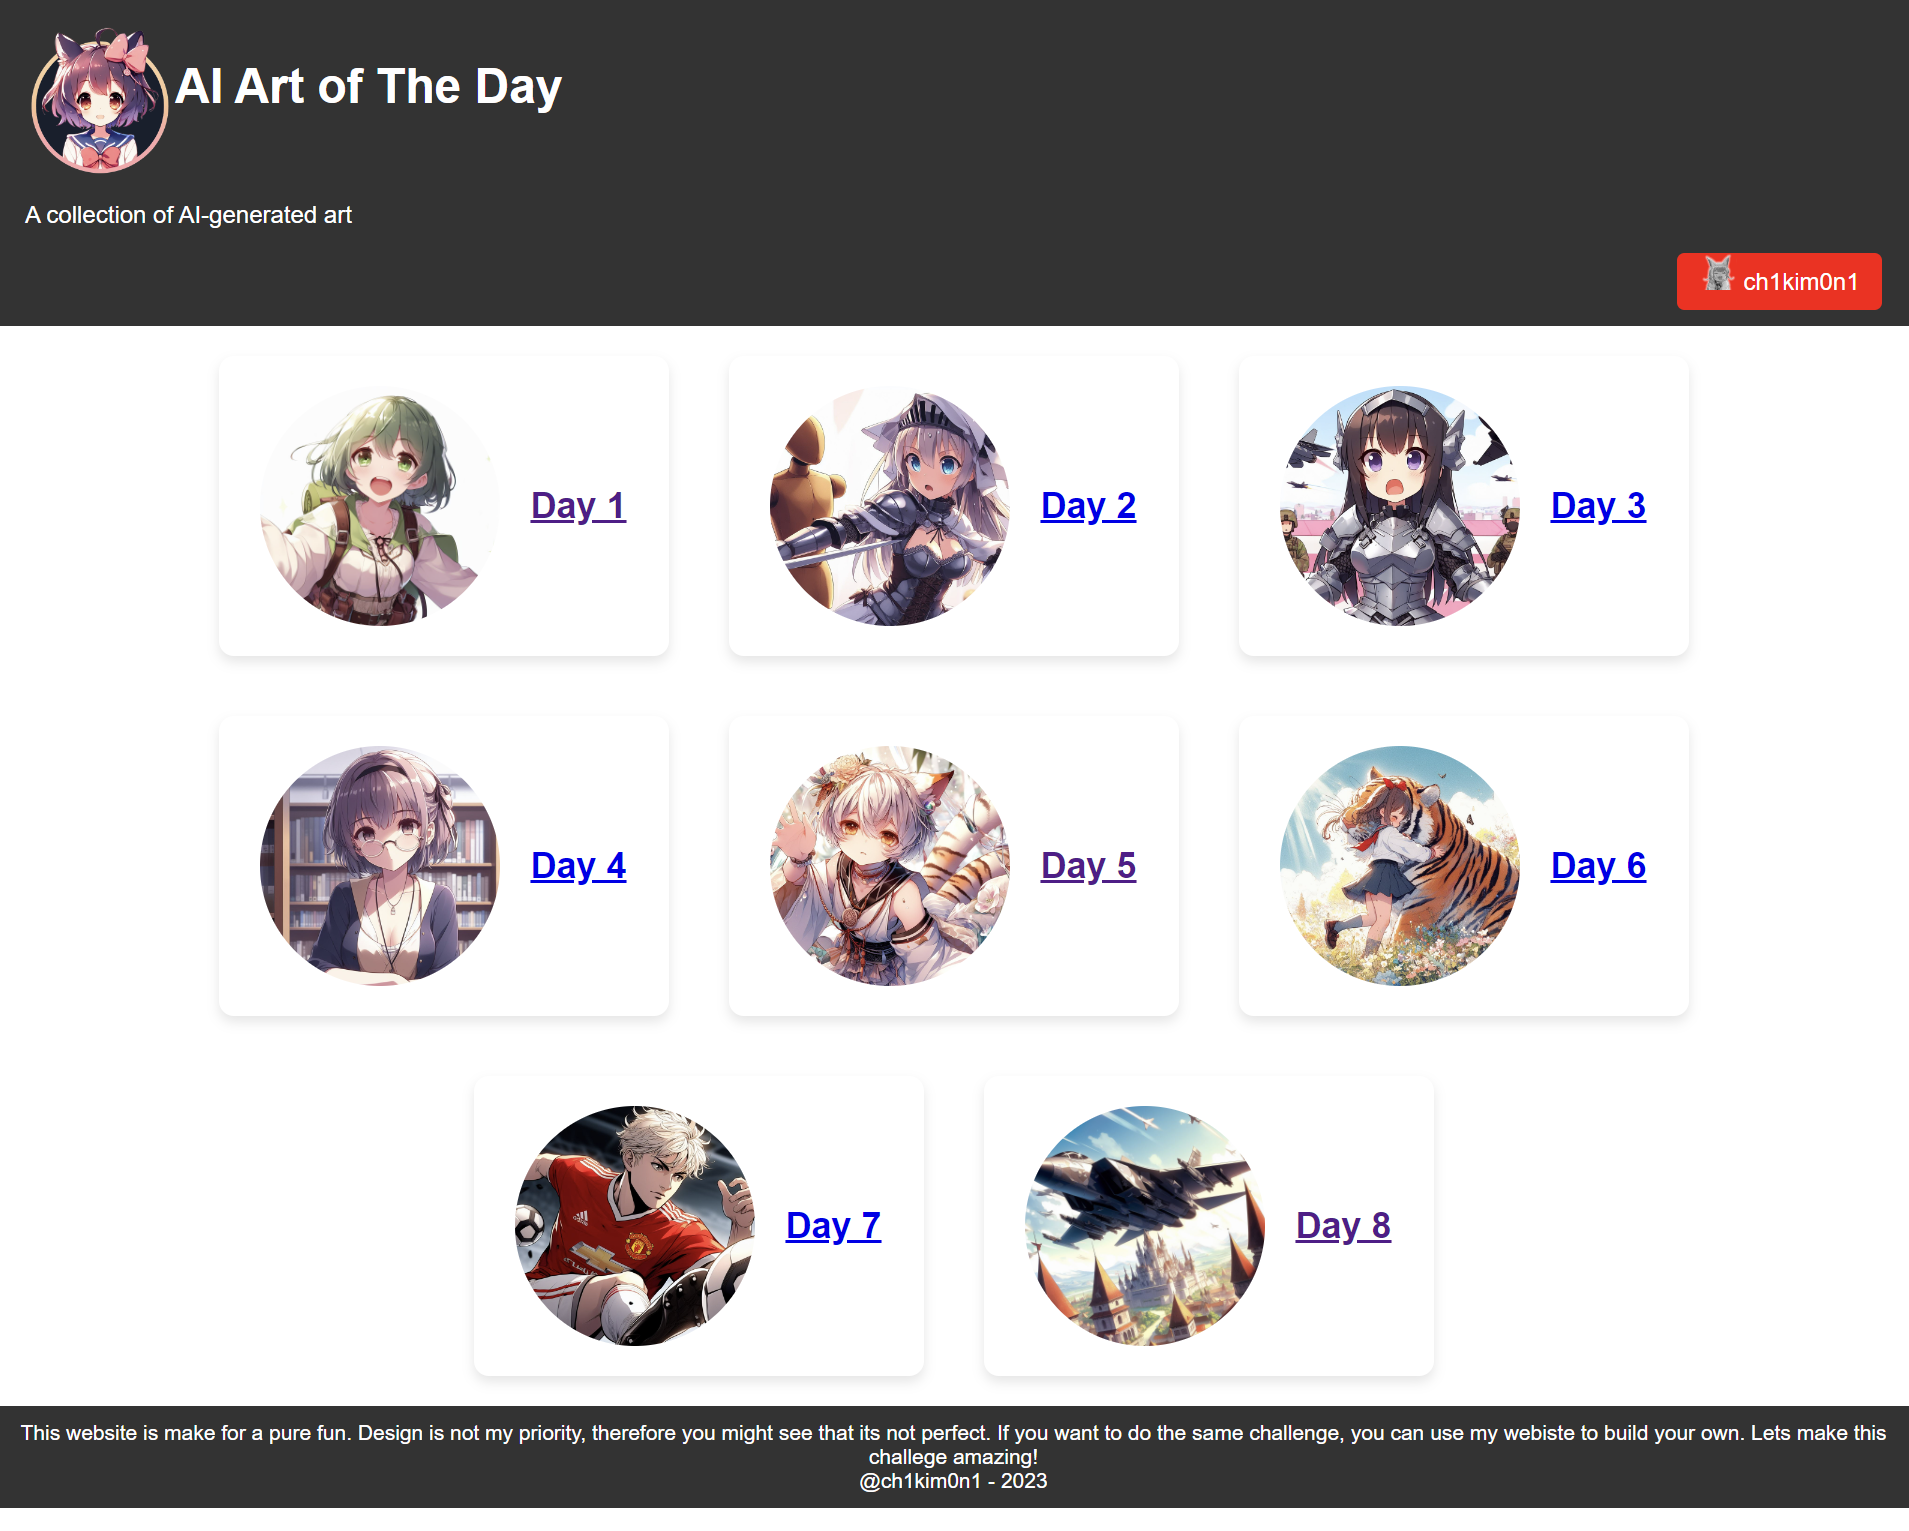 AI Art of The Day
A collection of AI-generated art
ch1kim0n1
Day 1
Day 2
Day 3
Day 4
Day 5
Day 6
Day 7
Day 8
This website is make for a pure fun. Design is not my priority, therefore you might see that its not perfect. If you want to do the same challenge, you can use my webiste to build your own. Lets make this
challege amazing!
@ch1kim0n1 - 2023